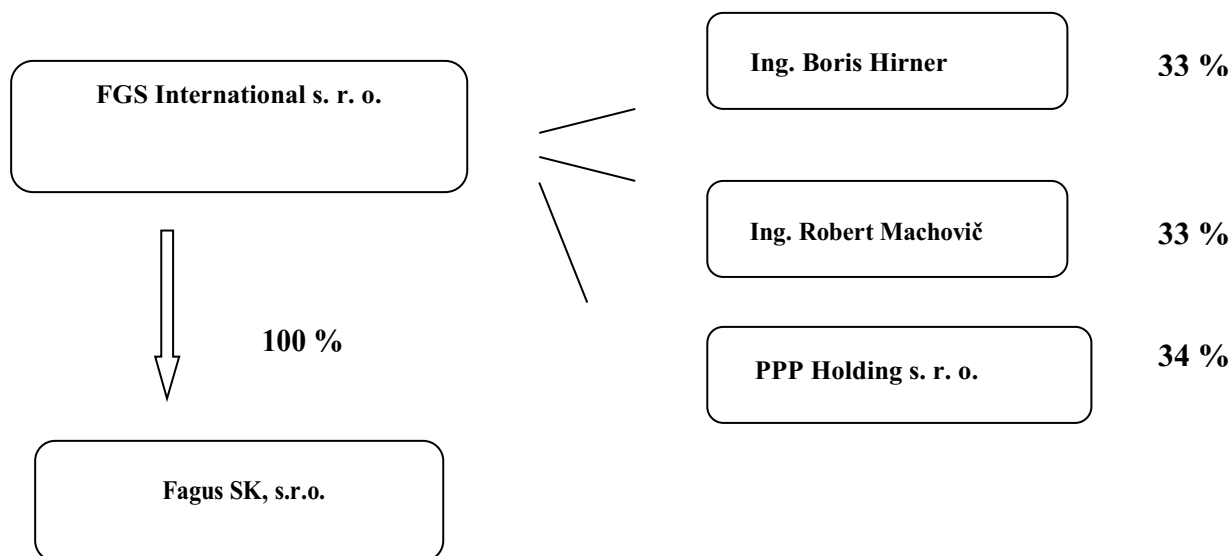 Ing. Boris Hirner
33 %
FGS International s. r. o.
Ing. Robert Machovič
33 %
100 %
PPP Holding s. r. o.
34 %
Fagus SK, s.r.o.